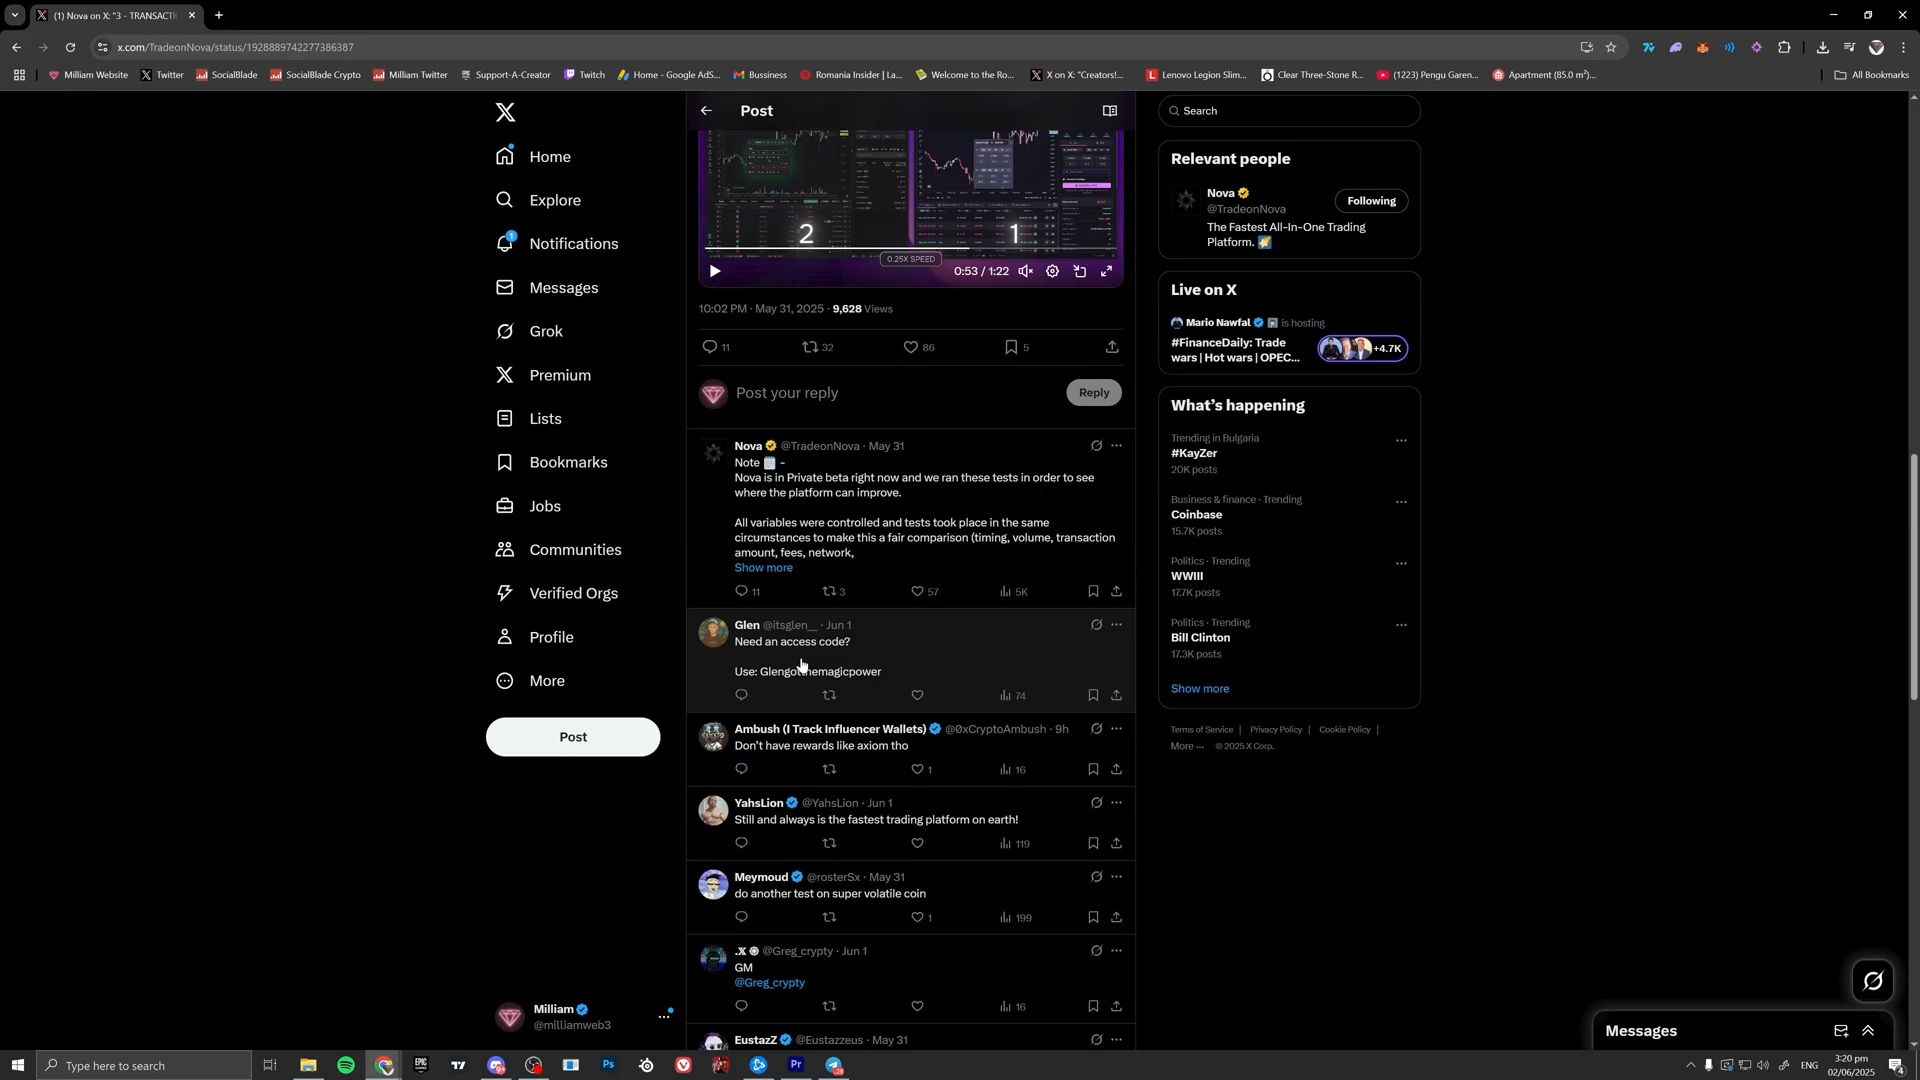 (1) Nova on X: "3 - TRANSACTI
x.com/TradeonNova/status/1928889742277386387
Milliam Website
Twitter
SocialBlade
SocialBlade Crypto
Milliam Twitter
Support-A-Creator
Twitch
Home - Google AdS...
Bussiness
Romania Insider | La...
Welcome to the Ro...
X on X: "Creators!...
Lenovo Legion Slim...
Clear Three-Stone R...
(1223) Pengu Garen...
Apartment (85.0 m²)...
All Bookmarks
Home
Explore
1
Notifications
Messages
Grok
Premium
Lists
Bookmarks
Jobs
Communities
Verified Orgs
Profile
More
Post
Milliam
@milliamweb3
Post
2
1
0.25X SPEED
0:53 / 1:22
10:02 PM · May 31, 2025 · 9,628 Views
11
32
86
5
Post your reply
Reply
Nova @TradeonNova · May 31
Note -
Nova is in Private beta right now and we ran these tests in order to see
where the platform can improve.
All variables were controlled and tests took place in the same
circumstances to make this a fair comparison (timing, volume, transaction
amount, fees, network,
Show more
11
3
57
5K
Glen @itsglen__ · Jun 1
Need an access code?
Use:
74
Ambush (I Track Influencer Wallets) @0xCryptoAmbush · 9h
Don't have rewards like axiom tho
1
16
YahsLion @YahsLion · Jun 1
Still and always is the fastest trading platform on earth!
119
Meymoud @rosterSx · May 31
do another test on super volatile coin
1
199
.X @Greg_crypty · Jun 1
GM
@Greg_crypty
16
EustazZ @Eustazzeus · May 31
Search
Relevant people
Nova
@TradeonNova
Following
The Fastest All-In-One Trading
Platform.
Live on X
Mario Nawfal is hosting
#FinanceDaily: Trade
wars | Hot wars | OPEC...
+4.7K
What's happening
Trending in Bulgaria
#KayZer
20K posts
Business & finance · Trending
Coinbase
15.7K posts
Politics · Trending
WWIII
17.7K posts
Politics · Trending
Bill Clinton
17.3K posts
Show more
Terms of Service | Privacy Policy | Cookie Policy |
More ··· © 2025 X Corp.
Messages
Type here to search
ENG
3:20 pm
02/06/2025
4